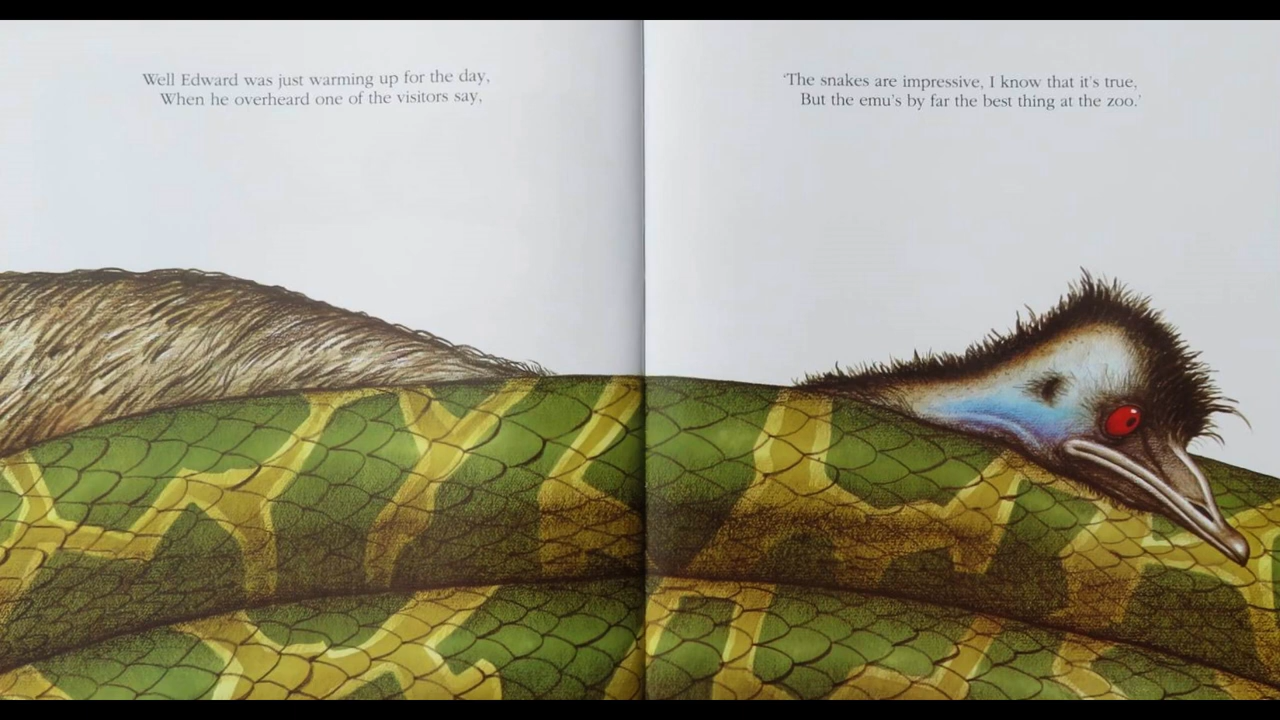 Well Edward was just warming up for the day,
When he overheard one of the visitors say,
‘The snakes are impressive, I know that it's true,
But the emu's by far the best thing at the zoo.’